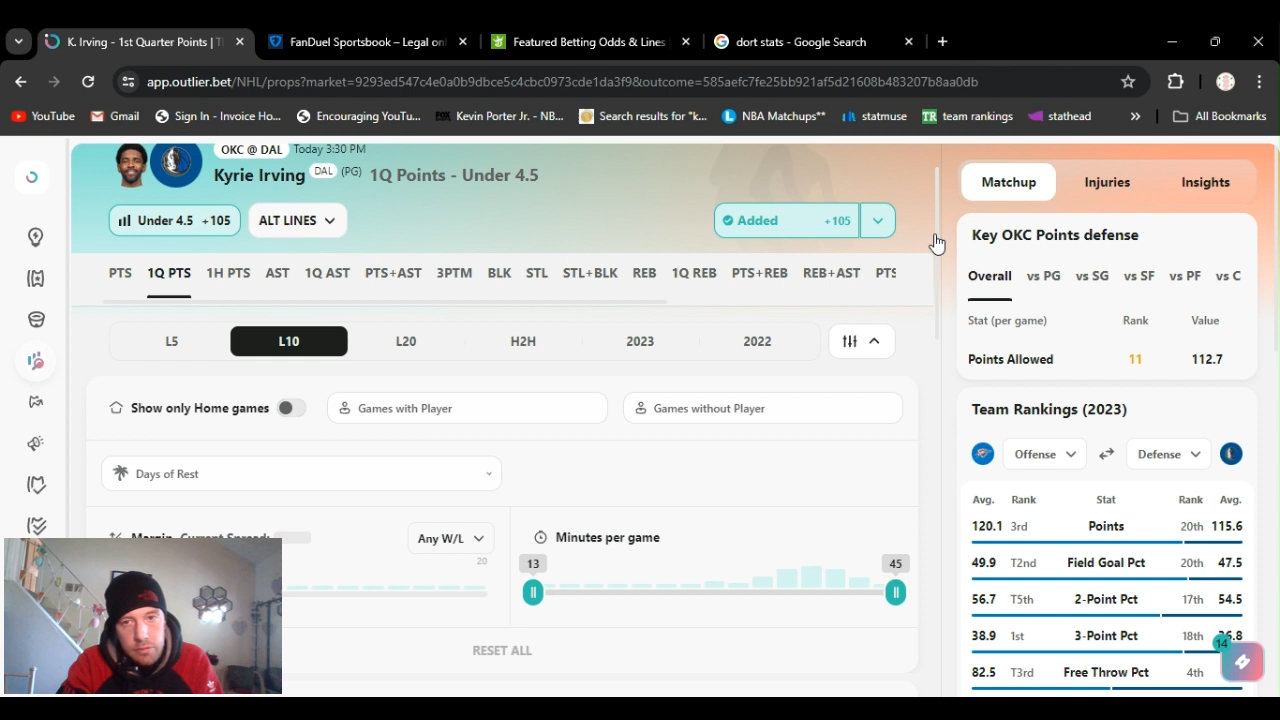 K. Irving - 1st Quarter Points | T
FanDuel Sportsbook – Legal onl
Featured Betting Odds & Lines
dort stats - Google Search
app.outlier.bet/NHL/props?market=9293ed547c4e0a0b9dbce5c4cbc0973cde1da3f9&outcome=585aefc7fe25bb921af5d21608b483207b8aa0db
YouTube
Gmail
Sign In - Invoice Ho...
Encouraging YouTu...
Kevin Porter Jr. - NB...
Search results for "k...
NBA Matchups**
statmuse
team rankings
stathead
All Bookmarks
OKC @ DAL Today 3:30 PM
Kyrie Irving DAL (PG) 1Q Points - Under 4.5
Under 4.5 +105 ALT LINES
Added +105
PTS 1Q PTS 1H PTS AST 1Q AST PTS+AST 3PTM BLK STL STL+BLK REB 1Q REB PTS+REB REB+AST PTS
L5 L10 L20 H2H 2023 2022
Show only Home games
Games with Player
Games without Player
Days of Rest
Margin Current Spread:
Any W/L
20
Minutes per game
13 45
RESET ALL
Matchup Injuries Insights
Key OKC Points defense
Overall vs PG vs SG vs SF vs PF vs C
Stat (per game) Rank Value
Points Allowed 11 112.7
Team Rankings (2023)
Offense Defense
Avg. Rank Stat Rank Avg.
120.1 3rd Points 20th 115.6
49.9 T2nd Field Goal Pct 20th 47.5
56.7 T5th 2-Point Pct 17th 54.5
38.9 1st 3-Point Pct 18th
14
82.5 T3rd Free Throw Pct 4th